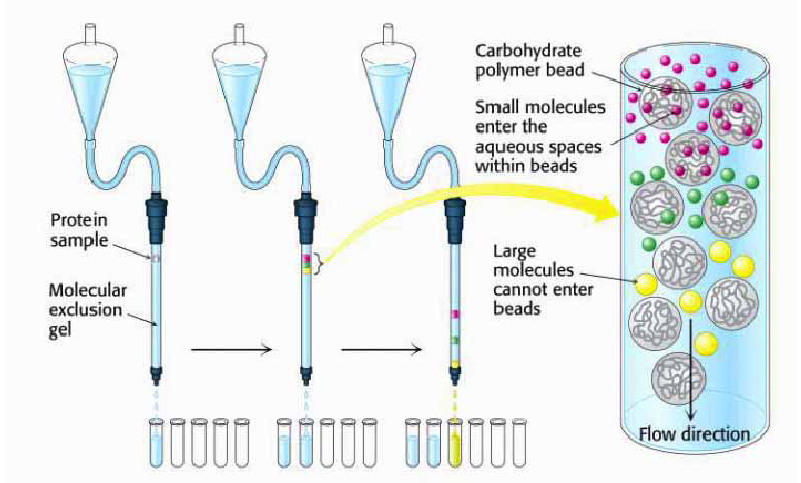 Carbohydrate
polymer bead
Small molecules
enter the
aqueous spaces
within beads
Protein
sample
Molecular
exclusion
gel
Large
molecules
cannot enter
beads
Flow direction